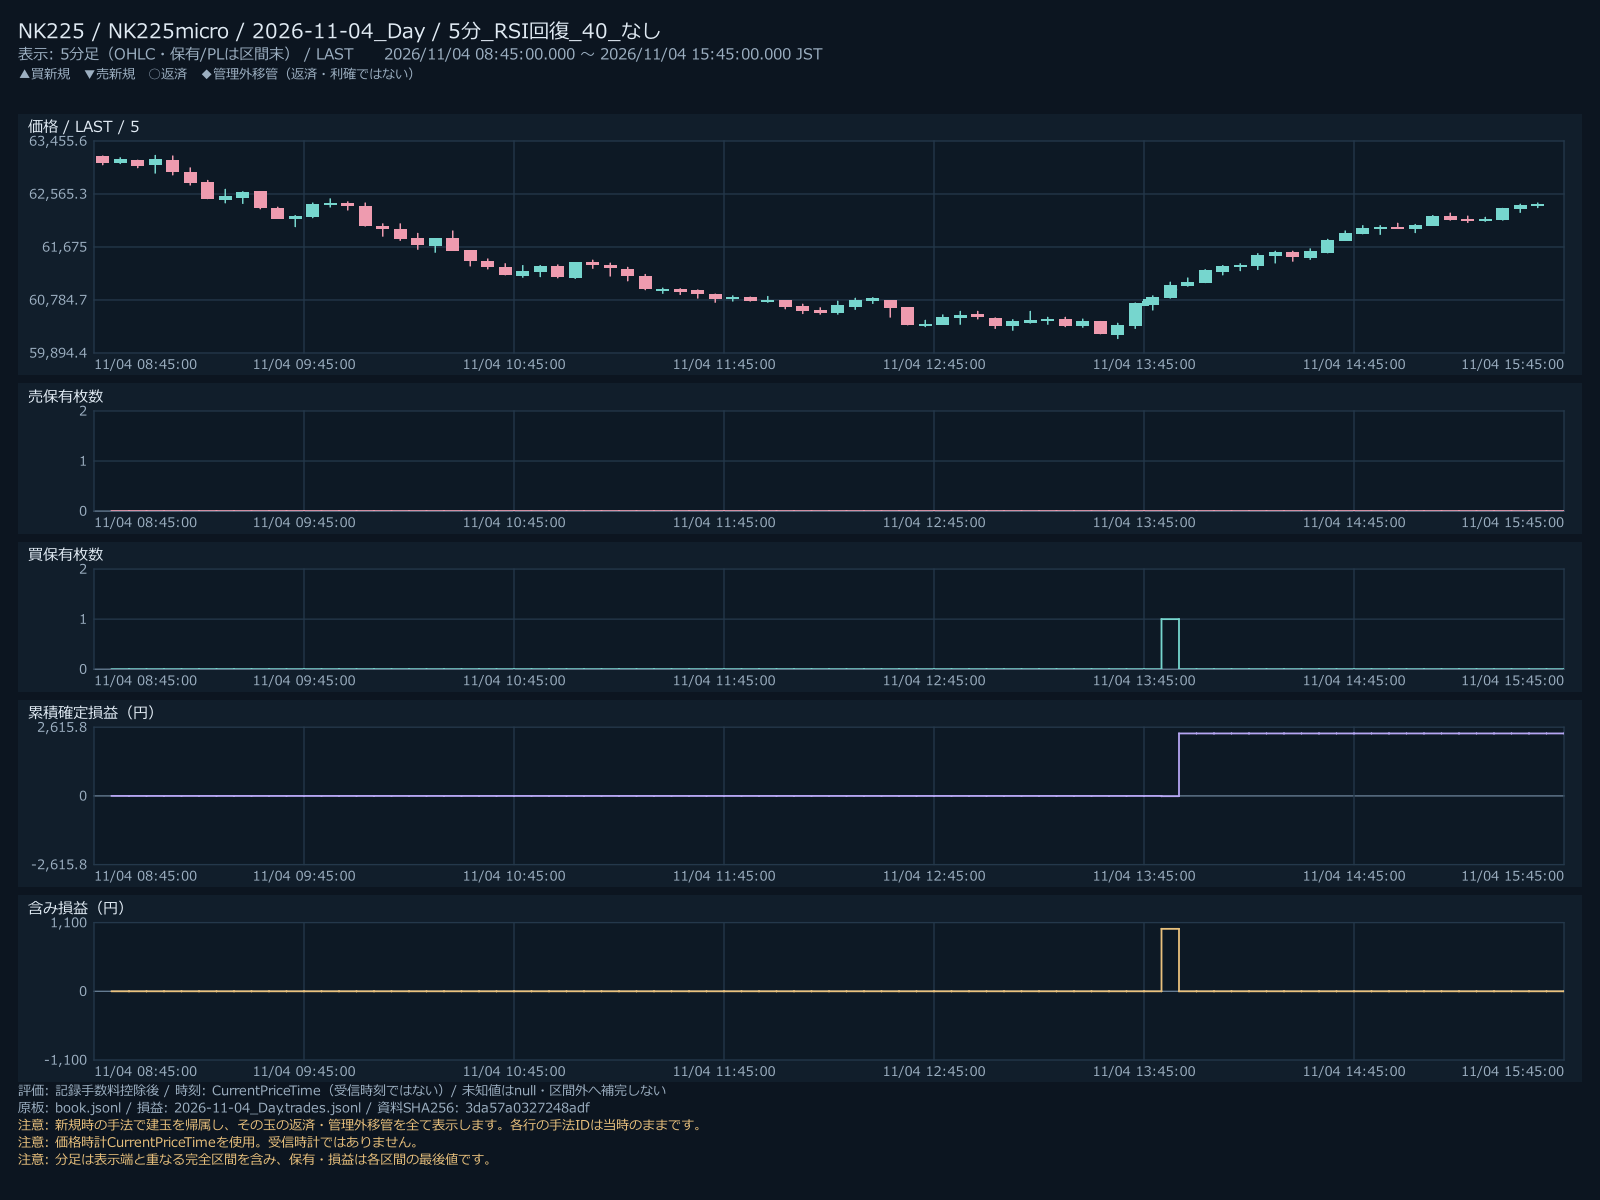 NK225 / NK225micro / 2026-11-04_Day / 5分_RSI回復_40_なし
表示: 5分足（OHLC・保有/PLは区間末） / LAST 2026/11/04 08:45:00.000 ～ 2026/11/04 15:45:00.000 JST
▲買新規 ▼売新規 ○返済 ◆管理外移管（返済・利確ではない）
価格 / LAST / 5
63,455.6
62,565.3
61,675
60,784.7
59,894.4
11/04 08:45:00 11/04 09:45:00 11/04 10:45:00 11/04 11:45:00 11/04 12:45:00 11/04 13:45:00 11/04 14:45:00 11/04 15:45:00
売保有枚数
2
1
0
11/04 08:45:00 11/04 09:45:00 11/04 10:45:00 11/04 11:45:00 11/04 12:45:00 11/04 13:45:00 11/04 14:45:00 11/04 15:45:00
買保有枚数
2
1
0
11/04 08:45:00 11/04 09:45:00 11/04 10:45:00 11/04 11:45:00 11/04 12:45:00 11/04 13:45:00 11/04 14:45:00 11/04 15:45:00
累積確定損益（円）
2,615.8
0
-2,615.8
11/04 08:45:00 11/04 09:45:00 11/04 10:45:00 11/04 11:45:00 11/04 12:45:00 11/04 13:45:00 11/04 14:45:00 11/04 15:45:00
含み損益（円）
1,100
0
-1,100
11/04 08:45:00 11/04 09:45:00 11/04 10:45:00 11/04 11:45:00 11/04 12:45:00 11/04 13:45:00 11/04 14:45:00 11/04 15:45:00
評価: 記録手数料控除後 / 時刻: CurrentPriceTime（受信時刻ではない）/ 未知値はnull・区間外へ補完しない
原板: book.jsonl / 損益: 2026-11-04_Day.trades.jsonl / 資料SHA256: 3da57a0327248adf
注意: 新規時の手法で建玉を帰属し、その玉の返済・管理外移管を全て表示します。各行の手法IDは当時のままです。
注意: 価格時計CurrentPriceTimeを使用。受信時計ではありません。
注意: 分足は表示端と重なる完全区間を含み、保有・損益は各区間の最後値です。